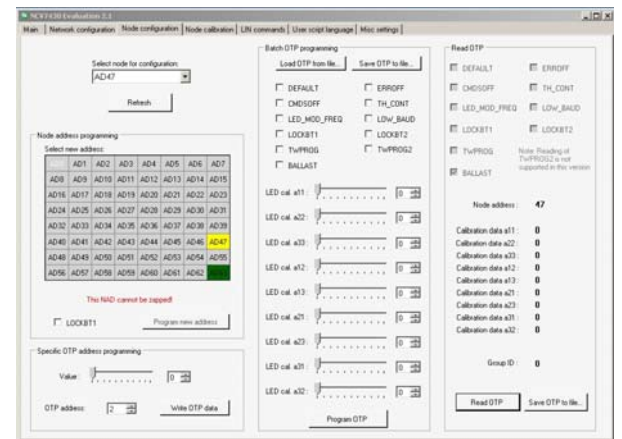 NCV7430 Evaluation 2.1
Main Network configuration Node configuration Node calibration LIN commands User script language Misc settings
Select node for configuration:
AD47
Refresh
Node address programming
Select new address:
AD1 AD2 AD3 AD4 AD5 AD6 AD7
AD8 AD9 AD10 AD11 AD12 AD13 AD14 AD15
AD16 AD17 AD18 AD19 AD20 AD21 AD22 AD23
AD24 AD25 AD26 AD27 AD28 AD29 AD30 AD31
AD32 AD33 AD34 AD35 AD36 AD37 AD38 AD39
AD40 AD41 AD42 AD43 AD44 AD45 AD46 AD47
AD48 AD49 AD50 AD51 AD52 AD53 AD54 AD55
AD56 AD57 AD58 AD59 AD60 AD61 AD62
This NAD cannot be zapped!
LOCKBT1
Program new address
Specific OTP address programming
Value: 0
OTP address: 2
Write OTP data
Batch OTP programming
Load OTP from file... Save OTP to file...
DEFAULT ERROFF
CMDSOFF TH_CONT
LED_MOD_FREQ LOW_BAUD
LOCKBT1 LOCKBT2
TWPROG TWPROG2
BALLAST
LED cal. a11: 0
LED cal. a22: 0
LED cal. a33: 0
LED cal. a12: 0
LED cal. a13: 0
LED cal. a21: 0
LED cal. a23: 0
LED cal. a31: 0
LED cal. a32: 0
Program OTP
Read OTP
DEFAULT ERROFF
CMDSOFF TH_CONT
LED_MOD_FREQ LOW_BAUD
LOCKBT1 LOCKBT2
TWPROG
Note: Reading of
TWPROG2 is not
supported in this version
BALLAST
Node address: 47
Calibration data a11: 0
Calibration data a22: 0
Calibration data a33: 0
Calibration data a12: 0
Calibration data a13: 0
Calibration data a21: 0
Calibration data a23: 0
Calibration data a31: 0
Calibration data a32: 0
Group ID: 0
Read OTP Save OTP to file...